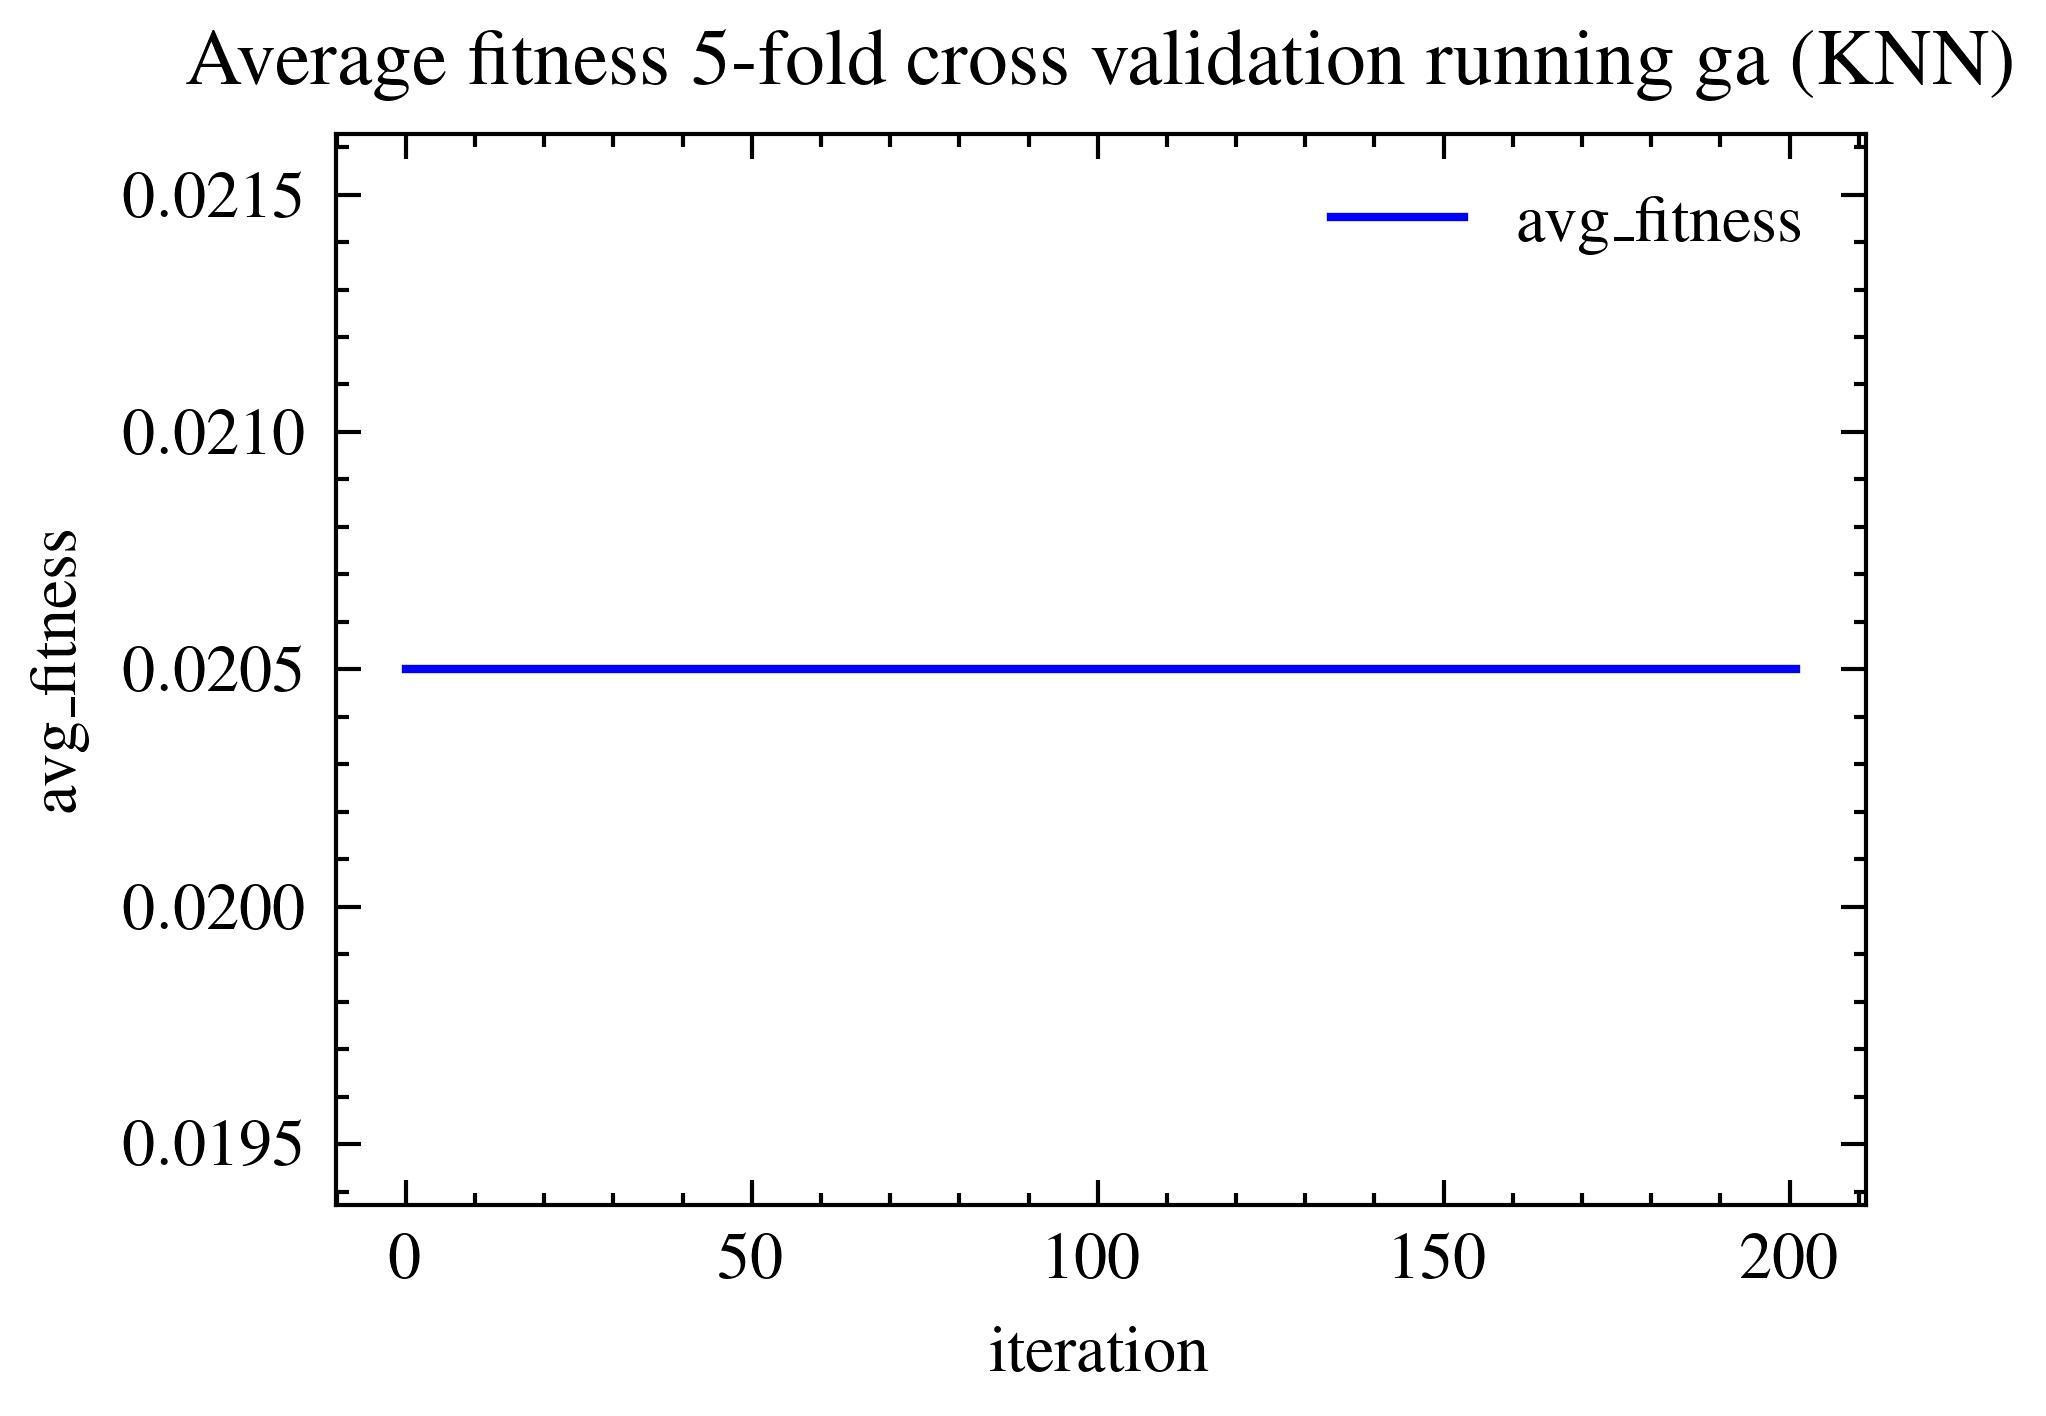 Average fitness 5-fold cross validation running ga (KNN)
0.0215
avg_fitness
0.0210
0.0205
avg_fitness
0.0200
0.0195
0 50 100 150 200
iteration